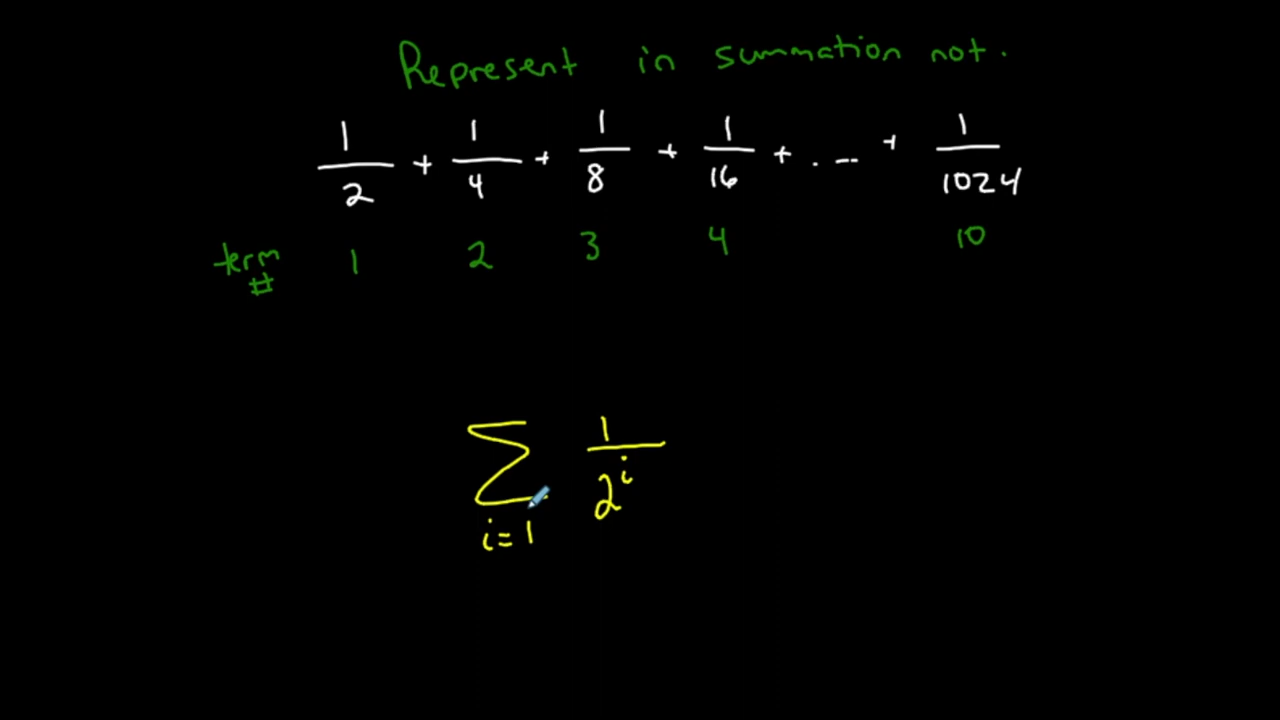 Represent in summation not.
1/2 + 1/4 + 1/8 + 1/16 + . -- + 1/1024
term # 1 2 3 4 10
∑ i=1 1/2^i